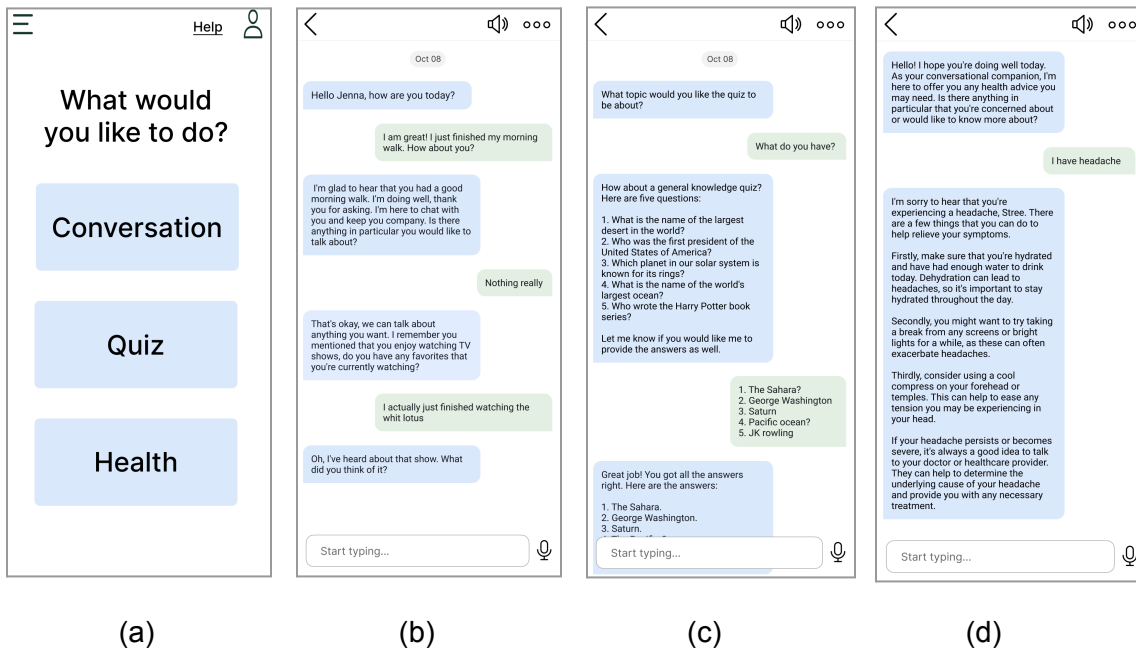 Help
What would
you like to do?
Conversation
Quiz
Health
Oct 08
Hello Jenna, how are you today?
I am great! I just finished my morning
walk. How about you?
I'm glad to hear that you had a good
morning walk. I'm doing well, thank
you for asking. I'm here to chat with
you and keep you company. Is there
anything in particular you would like to
talk about?
Nothing really
That's okay, we can talk about
anything you want. I remember you
mentioned that you enjoy watching TV
shows, do you have any favorites that
you're currently watching?
I actually just finished watching the
whit lotus
Oh, I've heard about that show. What
did you think of it?
Start typing...
Oct 08
What topic would you like the quiz to
be about?
What do you have?
How about a general knowledge quiz?
Here are five questions:
1. What is the name of the largest
desert in the world?
2. Who was the first president of the
United States of America?
3. Which planet in our solar system is
known for its rings?
4. What is the name of the world's
largest ocean?
5. Who wrote the Harry Potter book
series?
Let me know if you would like me to
provide the answers as well.
1. The Sahara?
2. George Washington
3. Saturn
4. Pacific ocean?
5. JK rowling
Great job! You got all the answers
right. Here are the answers:
1. The Sahara.
2. George Washington.
3. Saturn.
Start typing...
Hello! I hope you're doing well today.
As your conversational companion, I'm
here to offer you any health advice you
may need. Is there anything in
particular that you're concerned about
or would like to know more about?
I have headache
I'm sorry to hear that you're
experiencing a headache, Stree. There
are a few things that you can do to
help relieve your symptoms.
Firstly, make sure that you're hydrated
and have had enough water to drink
today. Dehydration can lead to
headaches, so it's important to stay
hydrated throughout the day.
Secondly, you might want to try taking
a break from any screens or bright
lights for a while, as these can often
exacerbate headaches.
Thirdly, consider using a cool
compress on your forehead or
temples. This can help to ease any
tension you may be experiencing in
your head.
If your headache persists or becomes
severe, it's always a good idea to talk
to your doctor or healthcare provider.
They can help to determine the
underlying cause of your headache
and provide you with any necessary
treatment.
Start typing...
(a)
(b)
(c)
(d)